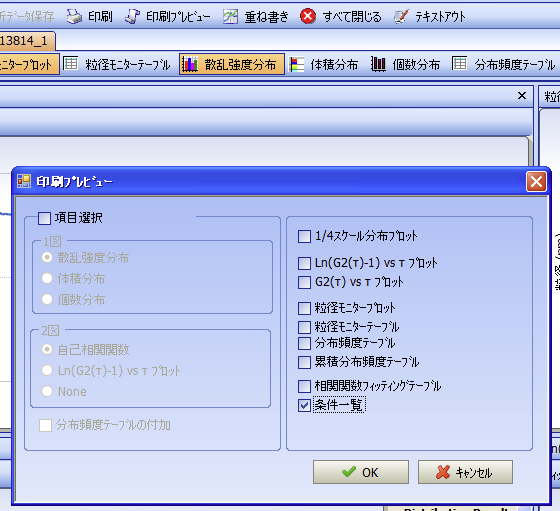 析データ保存 印刷 印刷プレビュー 重ね書き すべて閉じる テキストアウト
13814_1
ニタープロット 粒径モニターテーブル 散乱強度分布 体積分布 個数分布 分布頻度テーブル
粒径
印刷プレビュー
項目選択
1図
散乱強度分布
体積分布
個数分布
2図
自己相関関数
Ln(G2(τ)-1) vs τ プロット
None
分布頻度テーブルの付加
1/4スケール分布プロット
Ln(G2(τ)-1) vs τ プロット
G2(τ) vs τ プロット
粒径モニタープロット
粒径モニターテーブル
分布頻度テーブル
累積分布頻度テーブル
相関関数フィッティングテーブル
条件一覧
OK キャンセル